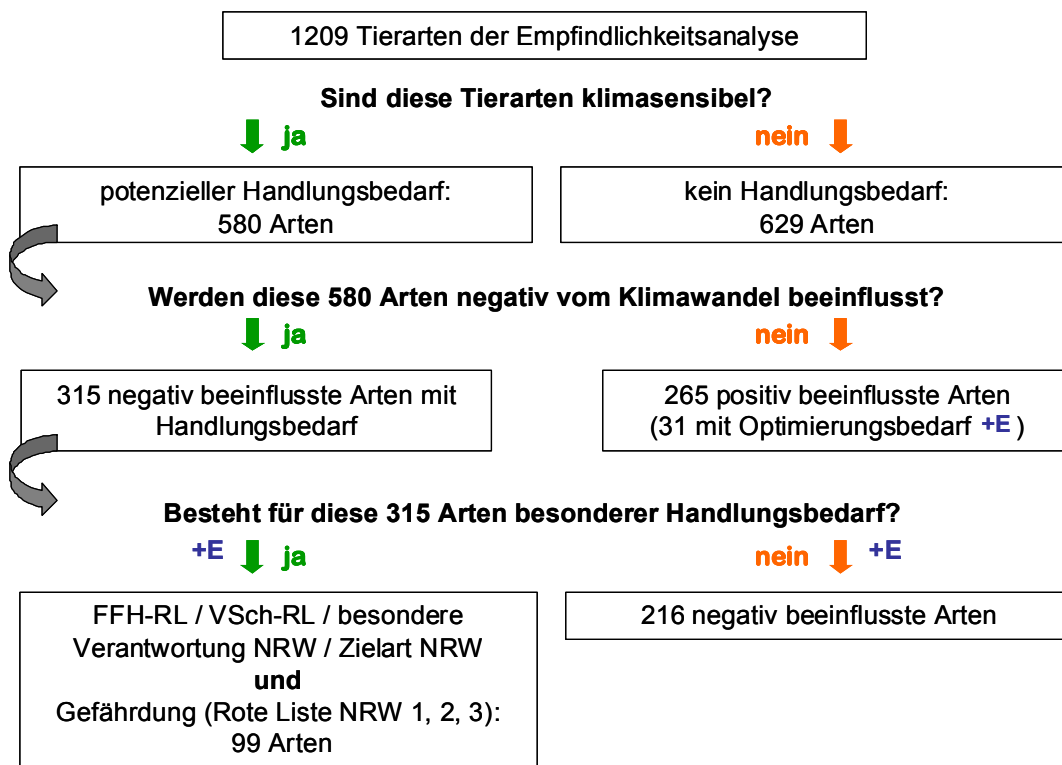 1209 Tierarten der Empfindlichkeitsanalyse
Sind diese Tierarten klimasensibel?
ja
nein
potenzieller Handlungsbedarf:
580 Arten
kein Handlungsbedarf:
629 Arten
Werden diese 580 Arten negativ vom Klimawandel beeinflusst?
ja
nein
315 negativ beeinflusste Arten mit
Handlungsbedarf
265 positiv beeinflusste Arten
(31 mit Optimierungsbedarf +E )
Besteht für diese 315 Arten besonderer Handlungsbedarf?
+E ja
nein +E
FFH-RL / VSch-RL / besondere
Verantwortung NRW / Zielart NRW
und
Gefährdung (Rote Liste NRW 1, 2, 3):
99 Arten
216 negativ beeinflusste Arten